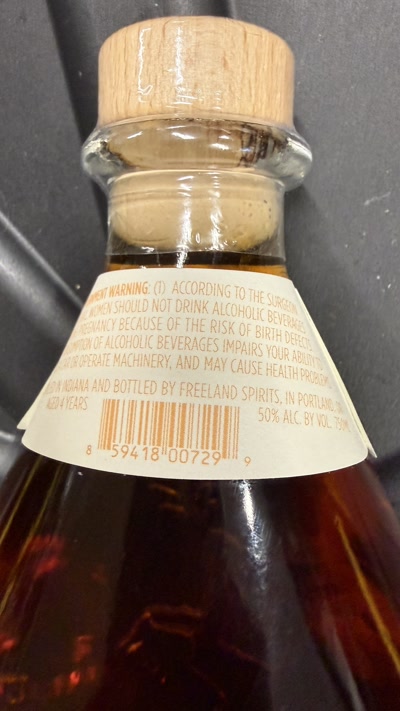 WARNING: (1) ACCORDING TO THE SURGEON
WOMEN SHOULD NOT DRINK ALCOHOLIC BEVERAGES
BECAUSE OF THE RISK OF BIRTH DEFECTS
OF ALCOHOLIC BEVERAGES IMPAIRS YOUR ABILITY
OR OPERATE MACHINERY, AND MAY CAUSE HEALTH PROBLEMS
IN INDIANA AND BOTTLED BY FREELAND SPIRITS, IN PORTLAND,
AGED 4 YEARS
50% ALC. BY VOL. 750ML
8 59418 00729 9